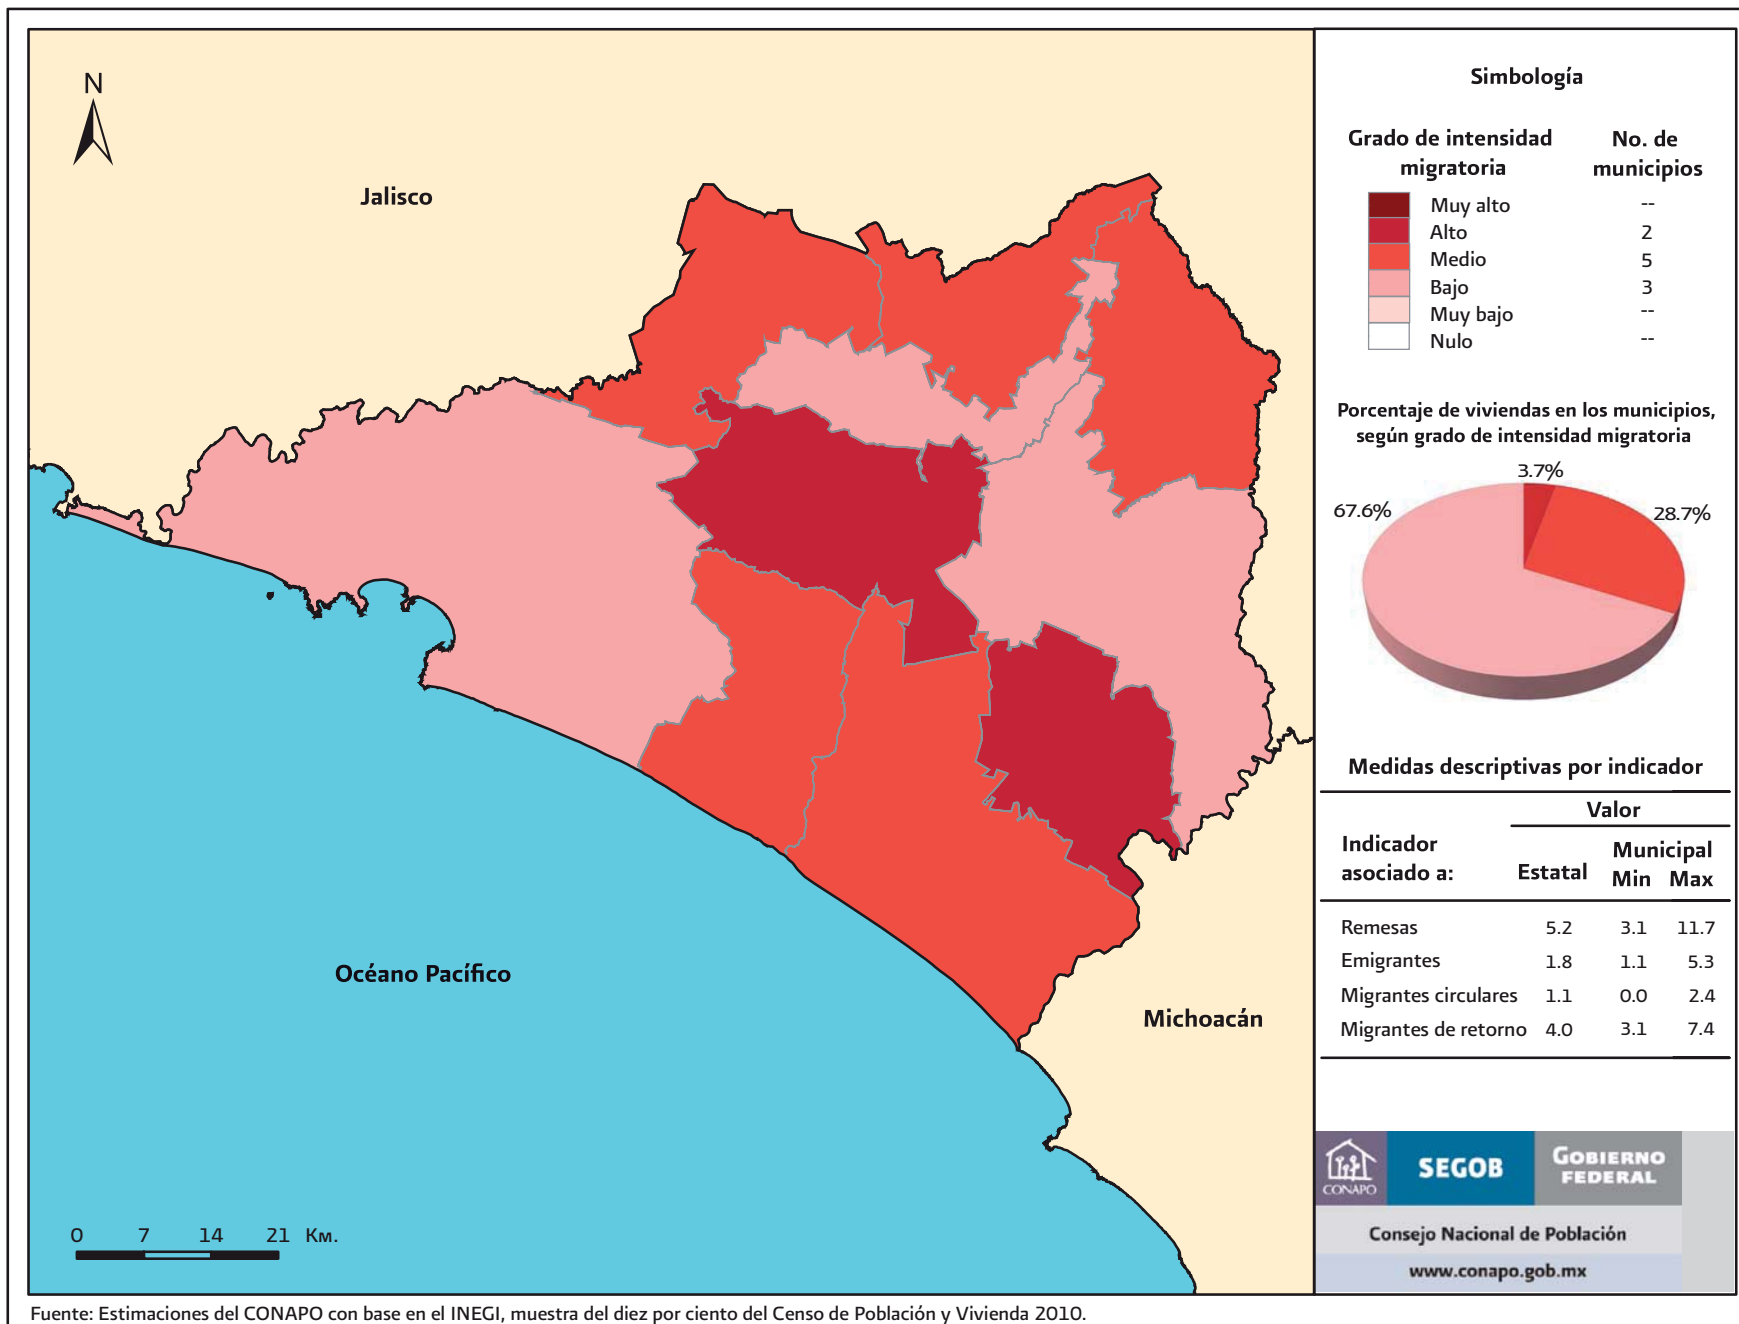 N
Jalisco
Océano Pacífico
Michoacán
0 7 14 21 Km.
Simbología
Grado de intensidad
migratoria
No. de
municipios
Muy alto --
Alto 2
Medio 5
Bajo 3
Muy bajo --
Nulo --
Porcentaje de viviendas en los municipios,
según grado de intensidad migratoria
3.7%
67.6%
28.7%
Medidas descriptivas por indicador
Valor
Indicador
asociado a:
Estatal
Municipal
Min Max
Remesas 5.2 3.1 11.7
Emigrantes 1.8 1.1 5.3
Migrantes circulares 1.1 0.0 2.4
Migrantes de retorno 4.0 3.1 7.4
CONAPO
SEGOB
GOBIERNO
FEDERAL
Consejo Nacional de Población
www.conapo.gob.mx
Fuente: Estimaciones del CONAPO con base en el INEGI, muestra del diez por ciento del Censo de Población y Vivienda 2010.